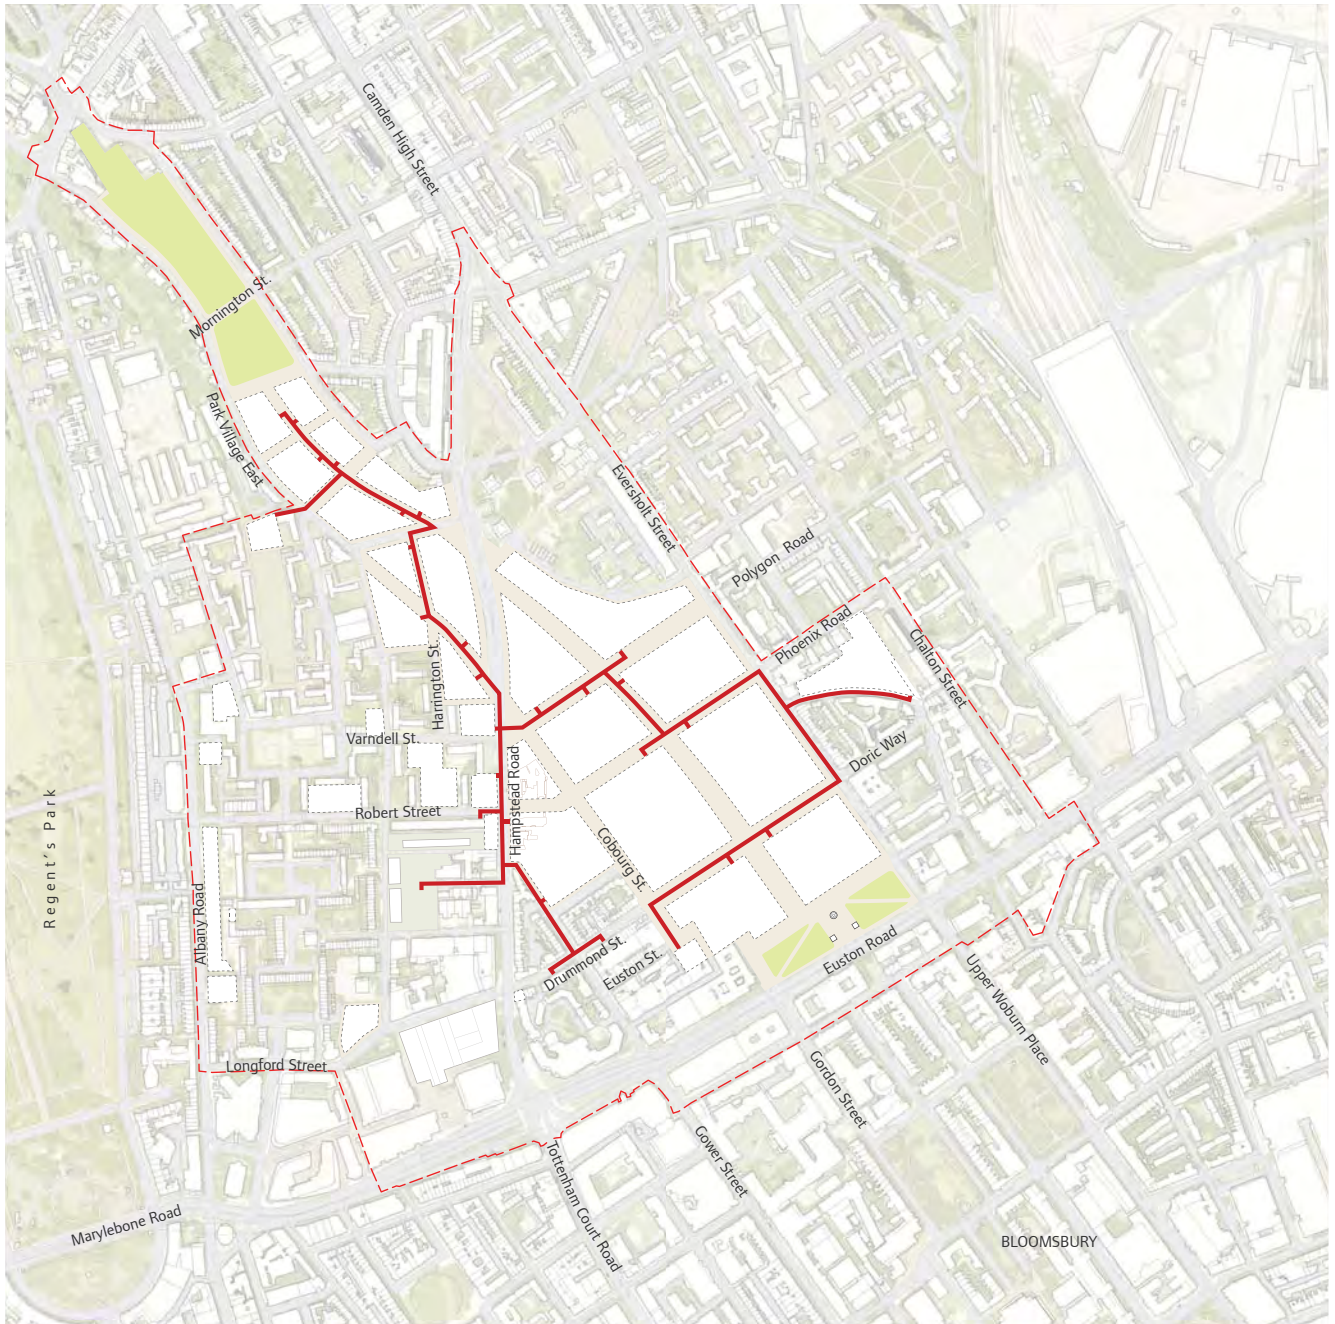 Camden High Street
Mornington St.
Park Village East
Eversholt Street
Polygon Road
Phoenix Road
Chalton Street
Harrington St.
Varndell St.
Doric Way
Hampstead Road
Robert Street
Regent's Park
Cobourg St.
Albany Road
Drummond St.
Euston St.
Euston Road
Upper Woburn Place
Longford Street
Gordon Street
Gower Street
Tottenham Court Road
Marylebone Road
BLOOMSBURY